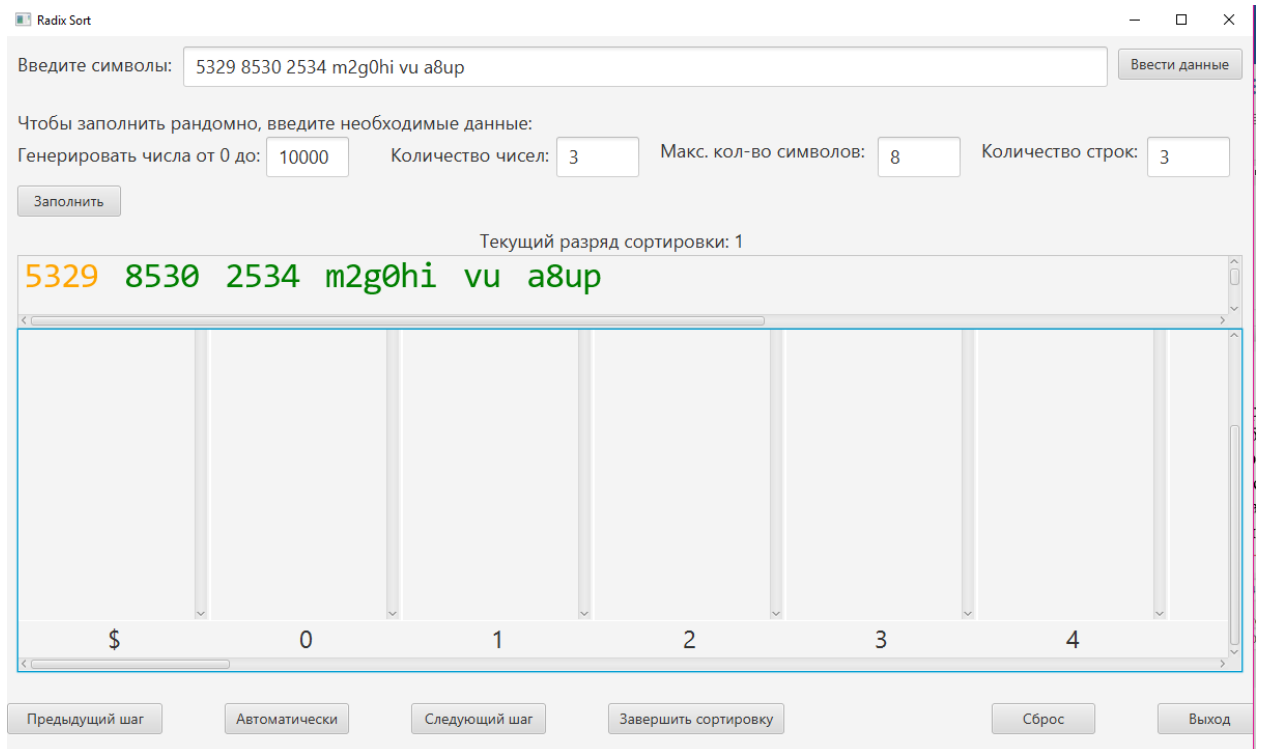 Radix Sort
Введите символы: 5329 8530 2534 m2g0hi vu a8up Ввести данные
Чтобы заполнить рандомно, введите необходимые данные:
Генерировать числа от 0 до: 10000 Количество чисел: 3 Макс. кол-во символов: 8 Количество строк: 3
Заполнить
Текущий разряд сортировки: 1
5329 8530 2534 m2g0hi vu a8up
$ 0 1 2 3 4
Предыдущий шаг Автоматически Следующий шаг Завершить сортировку Сброс Выход